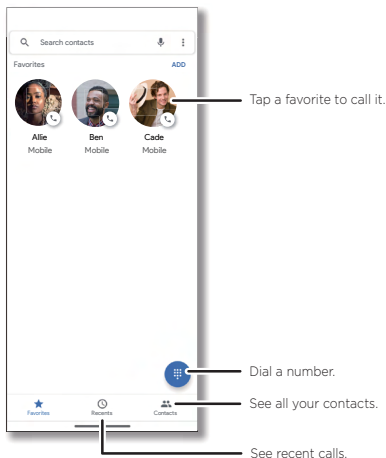 Search contacts
Favorites ADD
Tap a favorite to call it.
Allie Ben Cade
Mobile Mobile Mobile
Dial a number.
See all your contacts.
Favorites Recents Contacts
See recent calls.